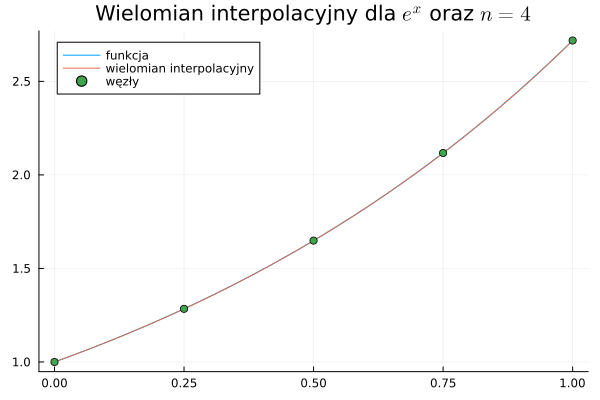 Wielomian interpolacyjny dla e^x oraz n = 4
funkcja
wielomian interpolacyjny
węzły
2.5
2.0
1.5
1.0
0.00 0.25 0.50 0.75 1.00